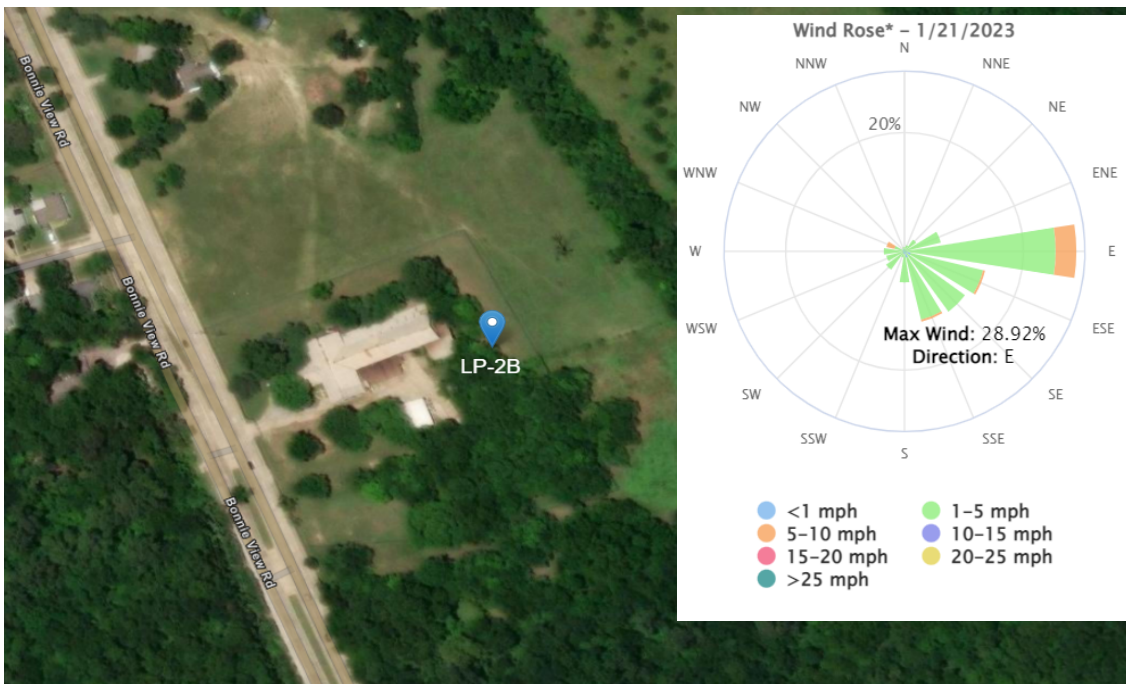 Bonnie View Rd
Bonnie View Rd
Bonnie View Rd
LP-2B
Wind Rose* – 1/21/2023
N
NNW
NNE
NW
NE
20%
WNW
ENE
W
E
WSW
ESE
Max Wind: 28.92%
Direction: E
SW
SE
SSW
SSE
S
<1 mph
1–5 mph
5–10 mph
10–15 mph
15–20 mph
20–25 mph
>25 mph